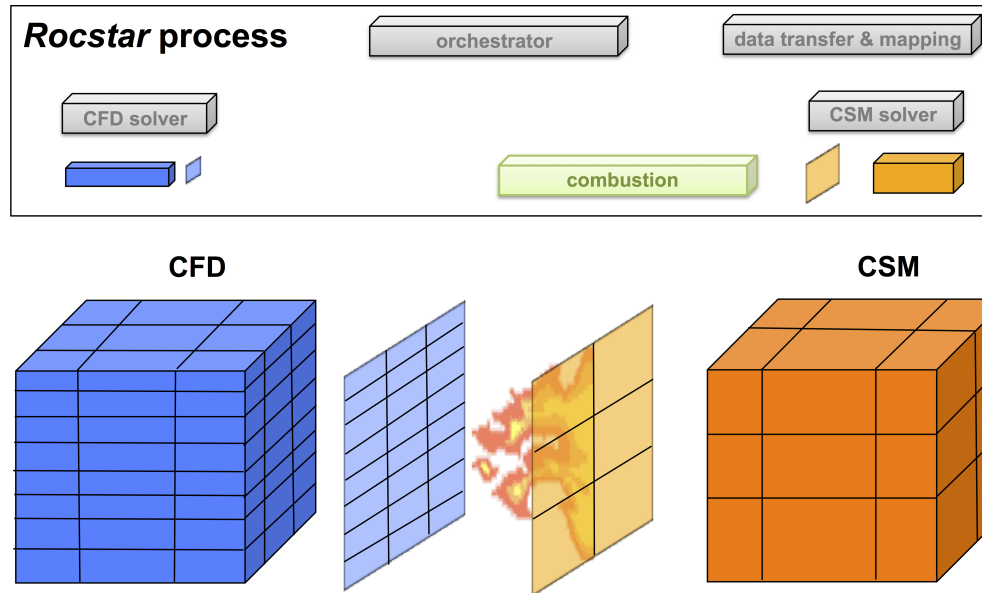 Rocstar process
orchestrator
data transfer & mapping
CFD solver
CSM solver
combustion
CFD
CSM